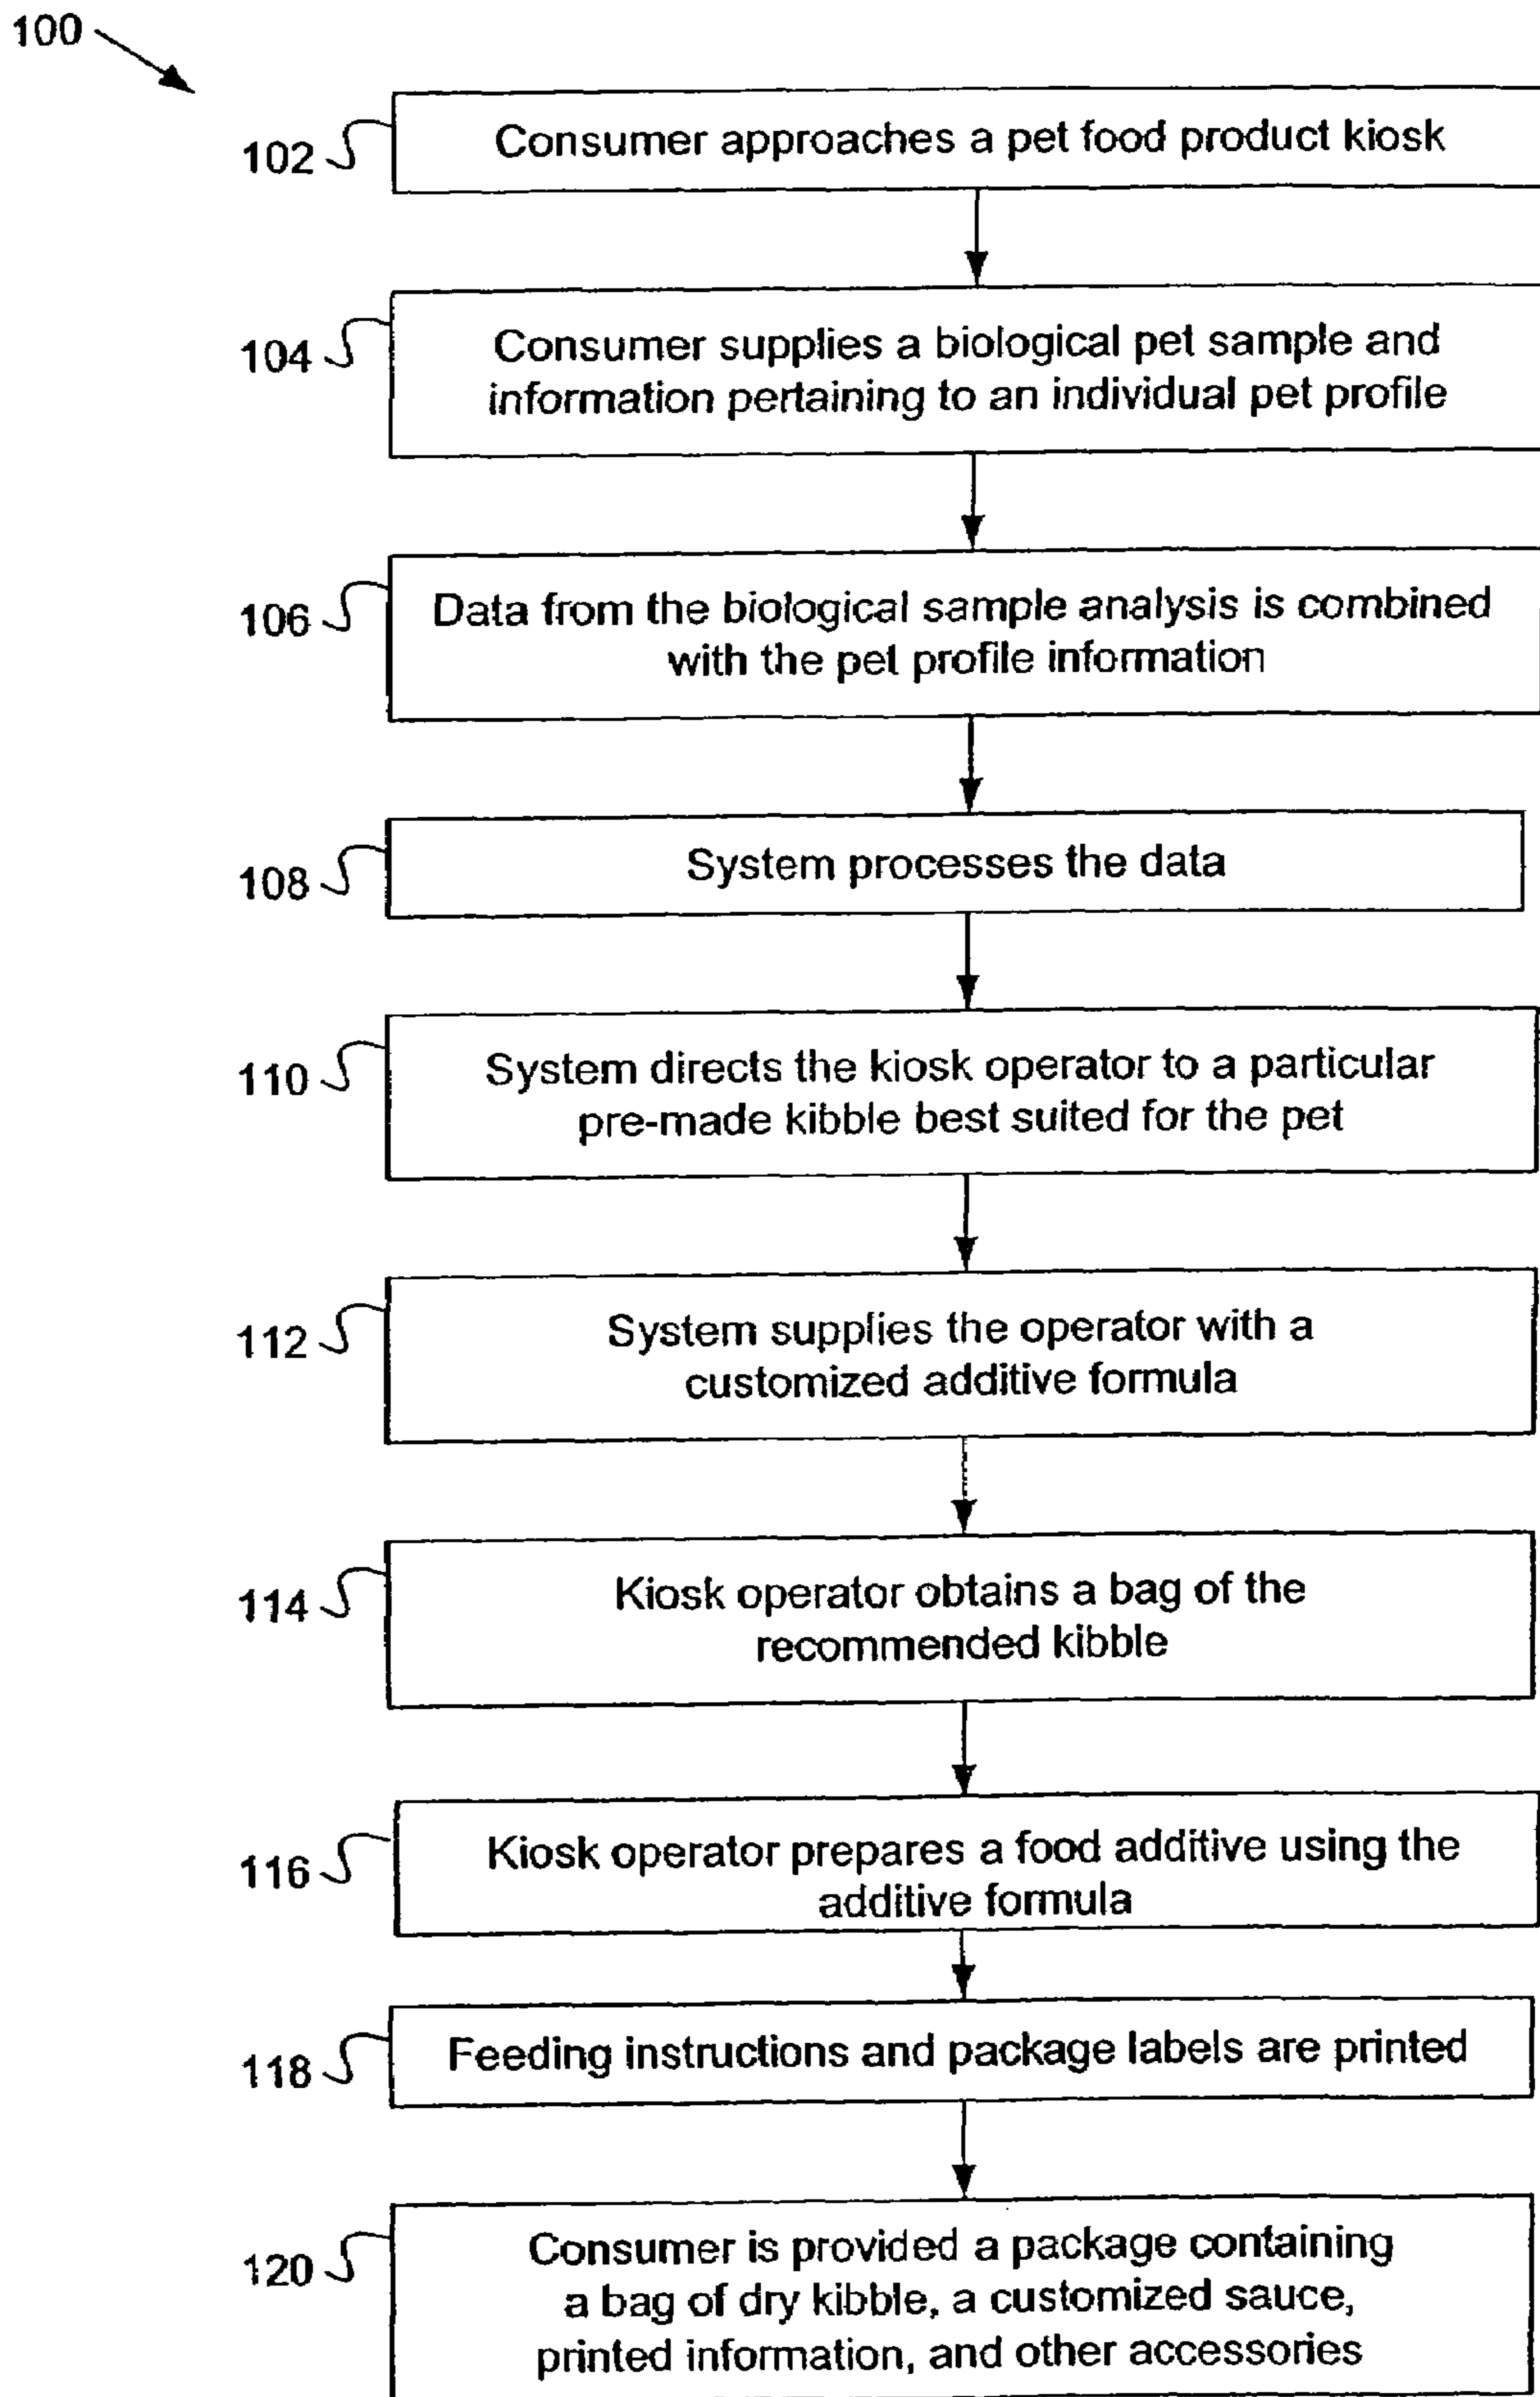 100
102
Consumer approaches a pet food product kiosk
104
Consumer supplies a biological pet sample and
information pertaining to an individual pet profile
106
Data from the biological sample analysis is combined
with the pet profile information
108
System processes the data
110
System directs the kiosk operator to a particular
pre-made kibble best suited for the pet
112
System supplies the operator with a
customized additive formula
114
Kiosk operator obtains a bag of the
recommended kibble
116
Kiosk operator prepares a food additive using the
additive formula
118
Feeding instructions and package labels are printed
120
Consumer is provided a package containing
a bag of dry kibble, a customized sauce,
printed information, and other accessories